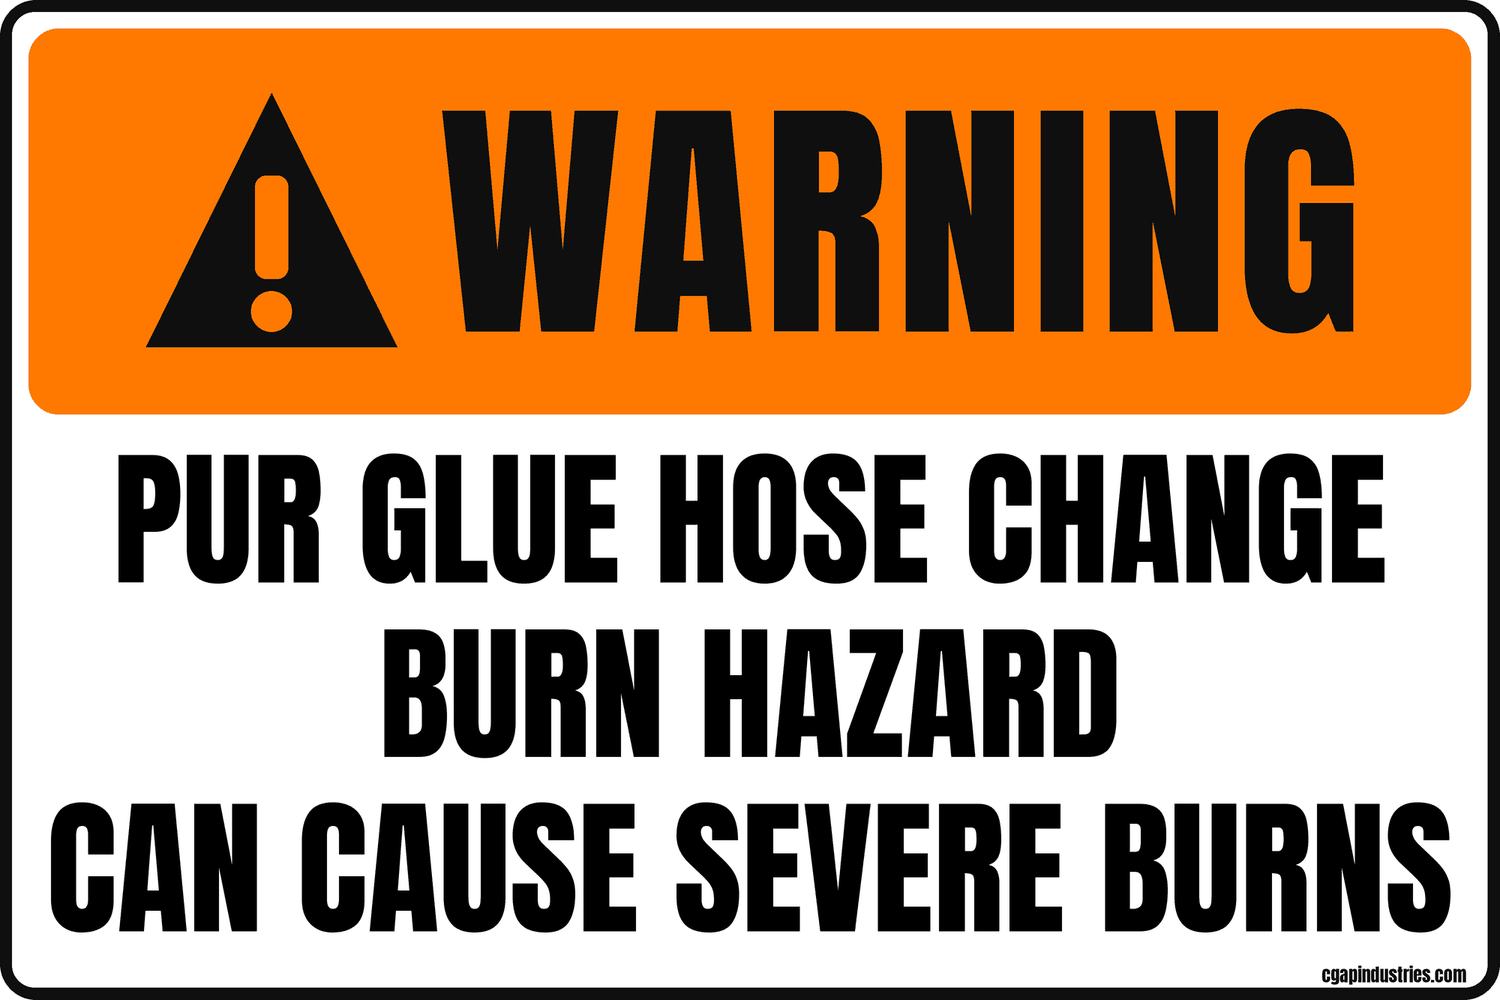 WARNING
PUR GLUE HOSE CHANGE
BURN HAZARD
CAN CAUSE SEVERE BURNS
cgapindustries.com